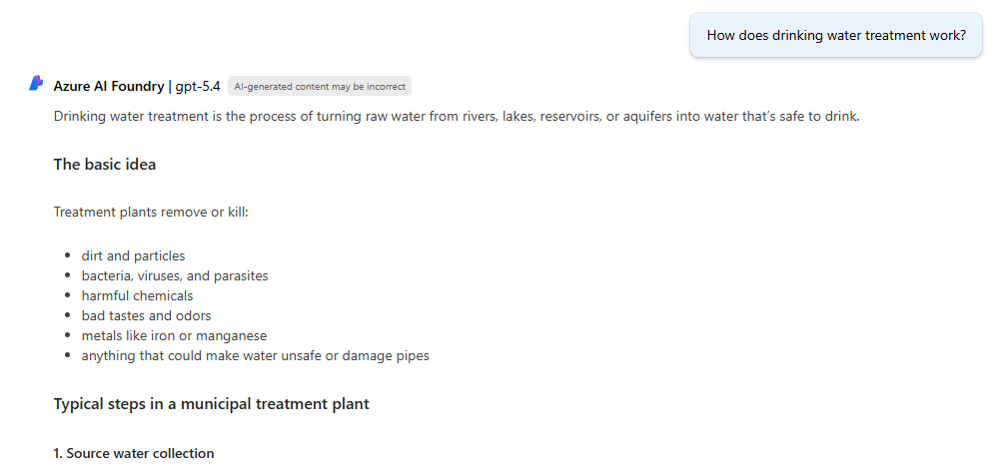 How does drinking water treatment work?
Azure AI Foundry | gpt-5.4 AI-generated content may be incorrect
Drinking water treatment is the process of turning raw water from rivers, lakes, reservoirs, or aquifers into water that’s safe to drink.
The basic idea
Treatment plants remove or kill:
• dirt and particles
• bacteria, viruses, and parasites
• harmful chemicals
• bad tastes and odors
• metals like iron or manganese
• anything that could make water unsafe or damage pipes
Typical steps in a municipal treatment plant
1. Source water collection